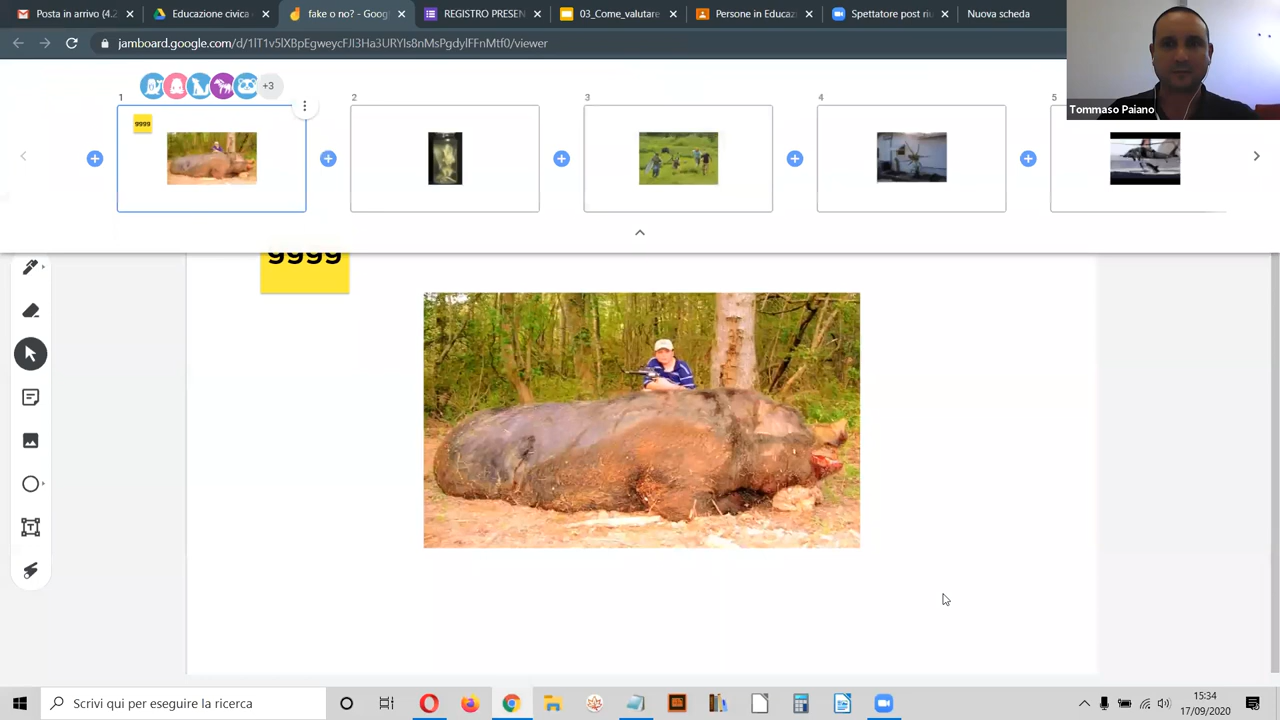 Posta in arrivo (4.2
Educazione civica
fake o no? - Goog
REGISTRO PRESEN
03_Come_valutare
Persone in Educaz
Spettatore post riu
Nuova scheda
jamboard.google.com/d/1lT1v5lXBpEgweycFJI3Ha3URYIs8nMsPgdylFFnMtf0/viewer
Tommaso Paiano
+3
1
2
3
4
5
9999
9999
T
Scrivi qui per eseguire la ricerca
15:34
17/09/2020